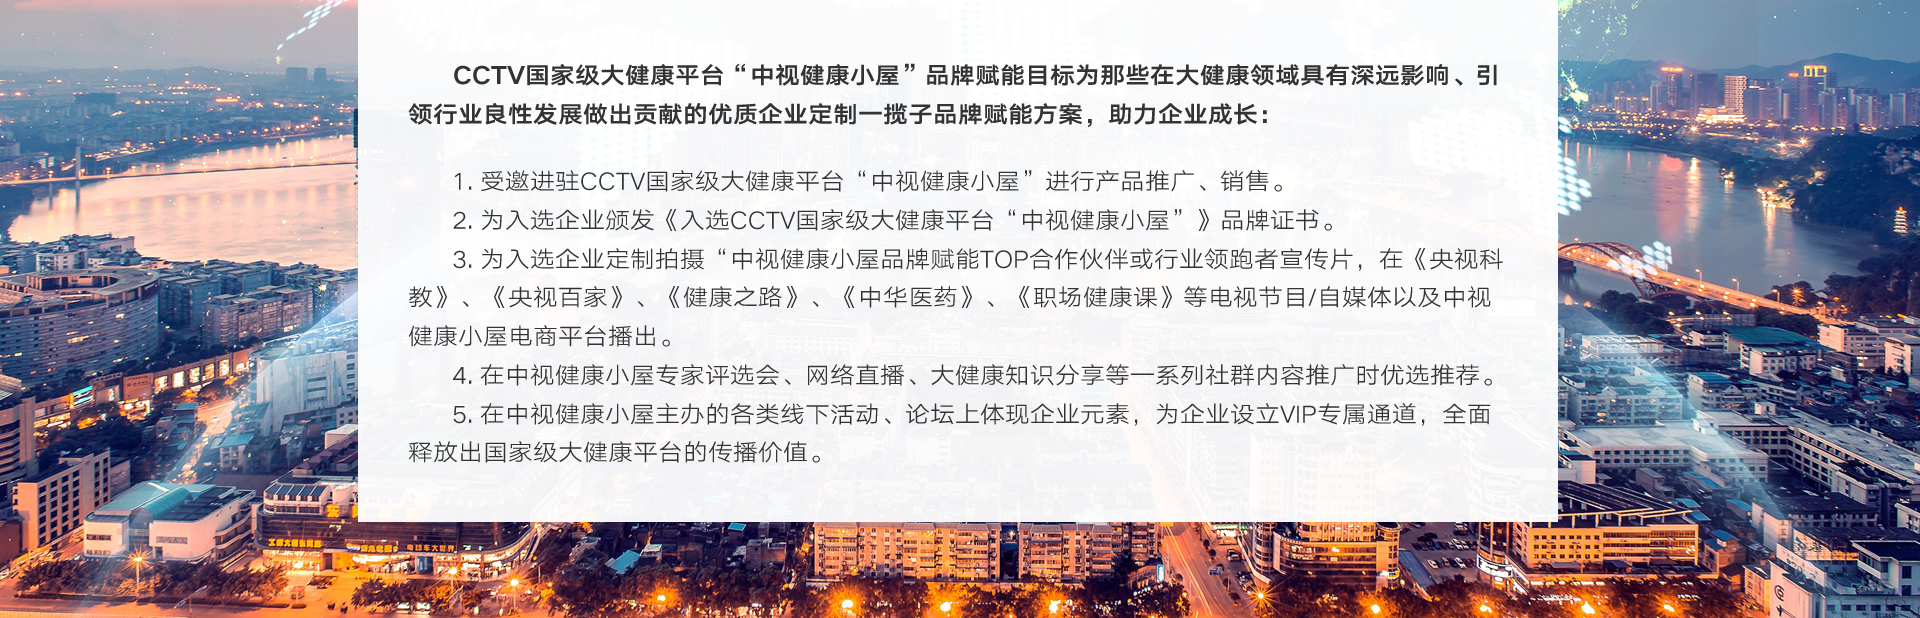 CCTV国家级大健康平台“中视健康小屋”品牌赋能目标为那些在大健康领域具有深远影响、引
领行业良性发展做出贡献的优质企业定制一揽子品牌赋能方案，助力企业成长：
1. 受邀进驻CCTV国家级大健康平台“中视健康小屋”进行产品推广、销售。
2. 为入选企业颁发《入选CCTV国家级大健康平台“中视健康小屋”》品牌证书。
3. 为入选企业定制拍摄“中视健康小屋品牌赋能TOP合作伙伴或行业领跑者宣传片，在《央视科
教》、《央视百家》、《健康之路》、《中华医药》、《职场健康课》等电视节目/自媒体以及中视
健康小屋电商平台播出。
4. 在中视健康小屋专家评选会、网络直播、大健康知识分享等一系列社群内容推广时优选推荐。
5. 在中视健康小屋主办的各类线下活动、论坛上体现企业元素，为企业设立VIP专属通道，全面
释放出国家级大健康平台的传播价值。